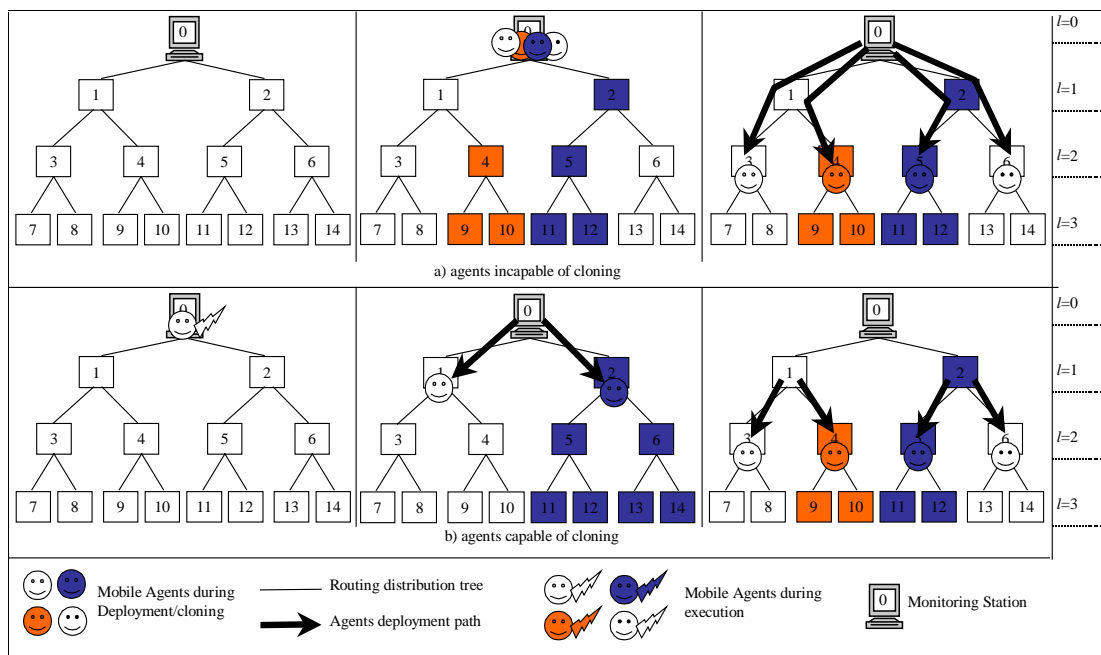 0 0 0 l=0
1 2 1 2 1 2 l=1
3 4 5 6 3 4 5 6 3 4 5 6 l=2
7 8 9 10 11 12 13 14 7 8 9 10 11 12 13 14 7 8 9 10 11 12 13 14 l=3
a) agents incapable of cloning
0 0 0 l=0
1 2 1 2 1 2 l=1
3 4 5 6 3 4 5 6 3 4 6 l=2
7 8 9 10 11 12 13 14 7 8 9 10 11 12 13 14 7 8 9 10 11 12 13 14 l=3
b) agents capable of cloning
Mobile Agents during
Deployment/cloning
Routing distribution tree
Agents deployment path
Mobile Agents during
execution
0
Monitoring Station